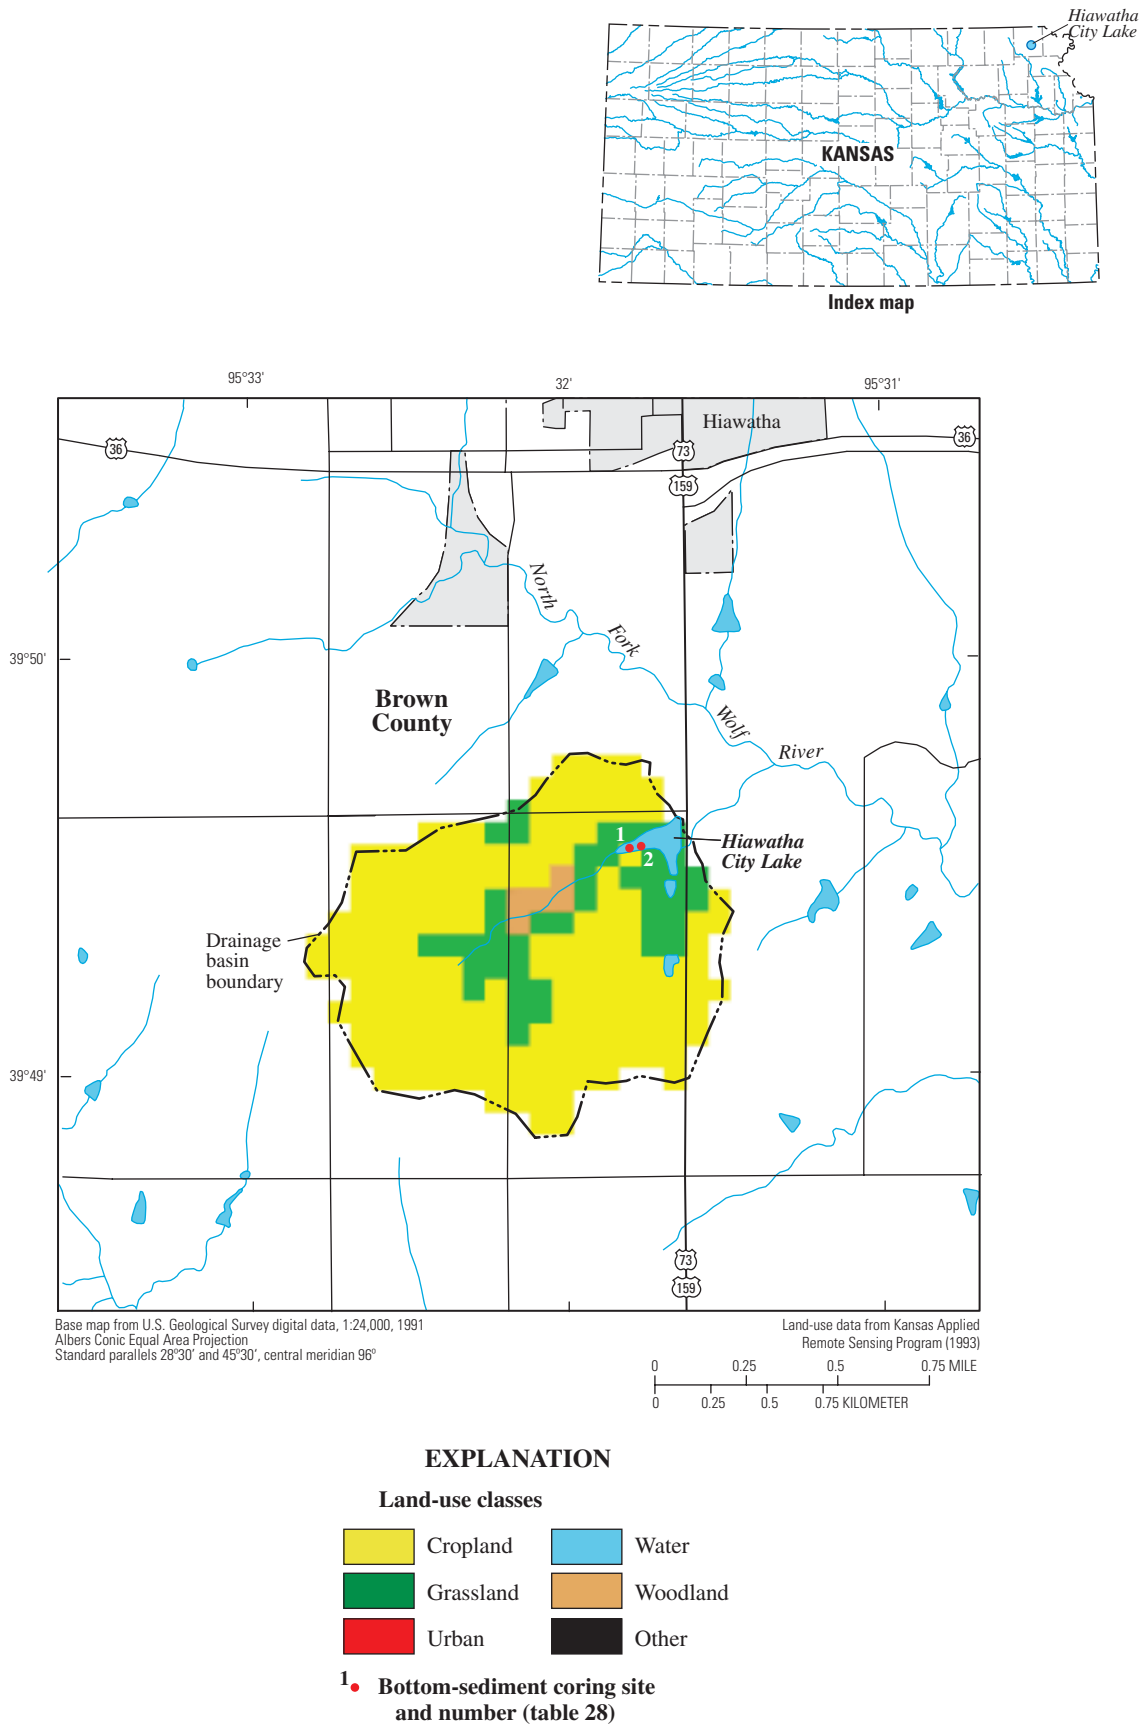 Hiawatha
City Lake
KANSAS
Index map
95°33'
32'
95°31'
Hiawatha
36
73
36
159
North
Fork
39°50'
Brown
County
Wolf
River
1
2
Hiawatha
City Lake
Drainage
basin
boundary
39°49'
73
159
Base map from U.S. Geological Survey digital data, 1:24,000, 1991
Albers Conic Equal Area Projection
Standard parallels 28°30' and 45°30', central meridian 96°
Land-use data from Kansas Applied
Remote Sensing Program (1993)
0 0.25 0.5 0.75 MILE
0 0.25 0.5 0.75 KILOMETER
EXPLANATION
Land-use classes
Cropland
Water
Grassland
Woodland
Urban
Other
1 Bottom-sediment coring site
and number (table 28)